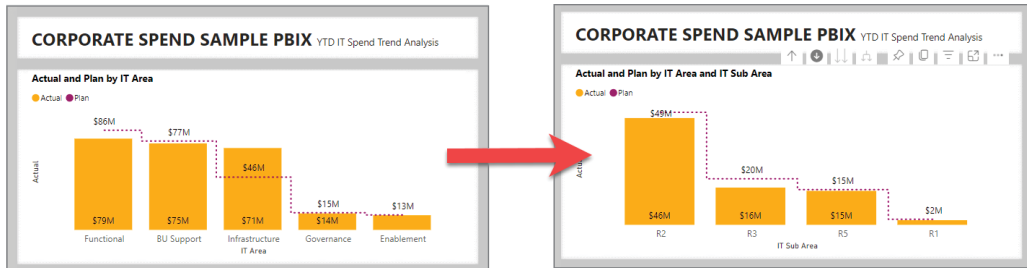 CORPORATE SPEND SAMPLE PBIX YTD IT Spend Trend Analysis
Actual and Plan by IT Area
Actual Plan
$86M
$77M
$46M
$15M
$13M
Actual
$79M
$75M
$71M
$14M
Functional
BU Support
Infrastructure
Governance
Enablement
IT Area
CORPORATE SPEND SAMPLE PBIX YTD IT Spend Trend Analysis
Actual and Plan by IT Area and IT Sub Area
Actual Plan
$49M
$20M
$15M
$2M
$46M
$16M
$15M
R2
R3
R5
R1
IT Sub Area